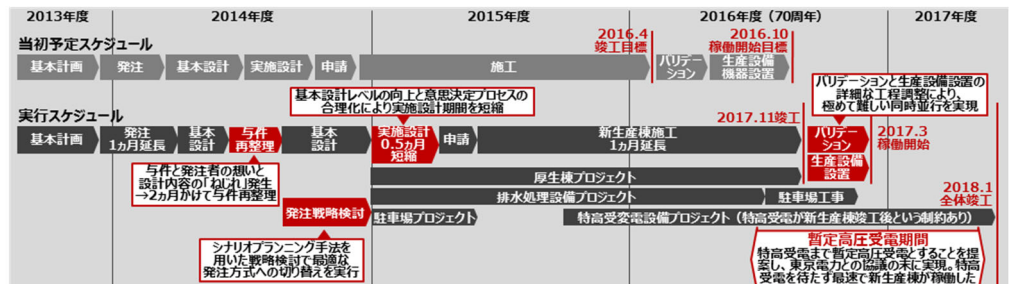 2013年度
2014年度
2015年度
2016年度（70周年）
2017年度
当初予定スケジュール
2016.4
竣工目標
2016.10
稼働開始目標
基本計画
発注
基本設計
実施設計
申請
施工
バリデー
ション
生産設備
機器設置
基本設計レベルの向上と意思決定プロセスの
合理化により実施設計期間を短縮
バリデーションと生産設備設置の
詳細な工程調整により、
極めて難しい同時並行を実現
実行スケジュール
2017.11竣工
基本計画
発注
1ヵ月延長
基本
設計
与件
再整理
基本
設計
実施設計
0.5ヵ月
短縮
申請
新生産棟施工
1ヵ月延長
バリデー
ション
生産設備
設置
2017.3
稼働開始
与件と発注者の想いと
設計内容の「ねじれ」発生
→2ヵ月かけて与件再整理
厚生棟プロジェクト
排水処理設備プロジェクト
駐車場工事
2018.1
全体竣工
発注戦略検討
駐車場プロジェクト
特高受変電設備プロジェクト（特高受電が新生産棟竣工後という制約あり）
シナリオプランニング手法を
用いた戦略検討で最適な
発注方式への切り替えを実行
暫定高圧受電期間
特高受電まで暫定高圧受電とすることを提
案し、東京電力との協議の末に実現。特高
受電を待たず最速で新生産棟が稼働した